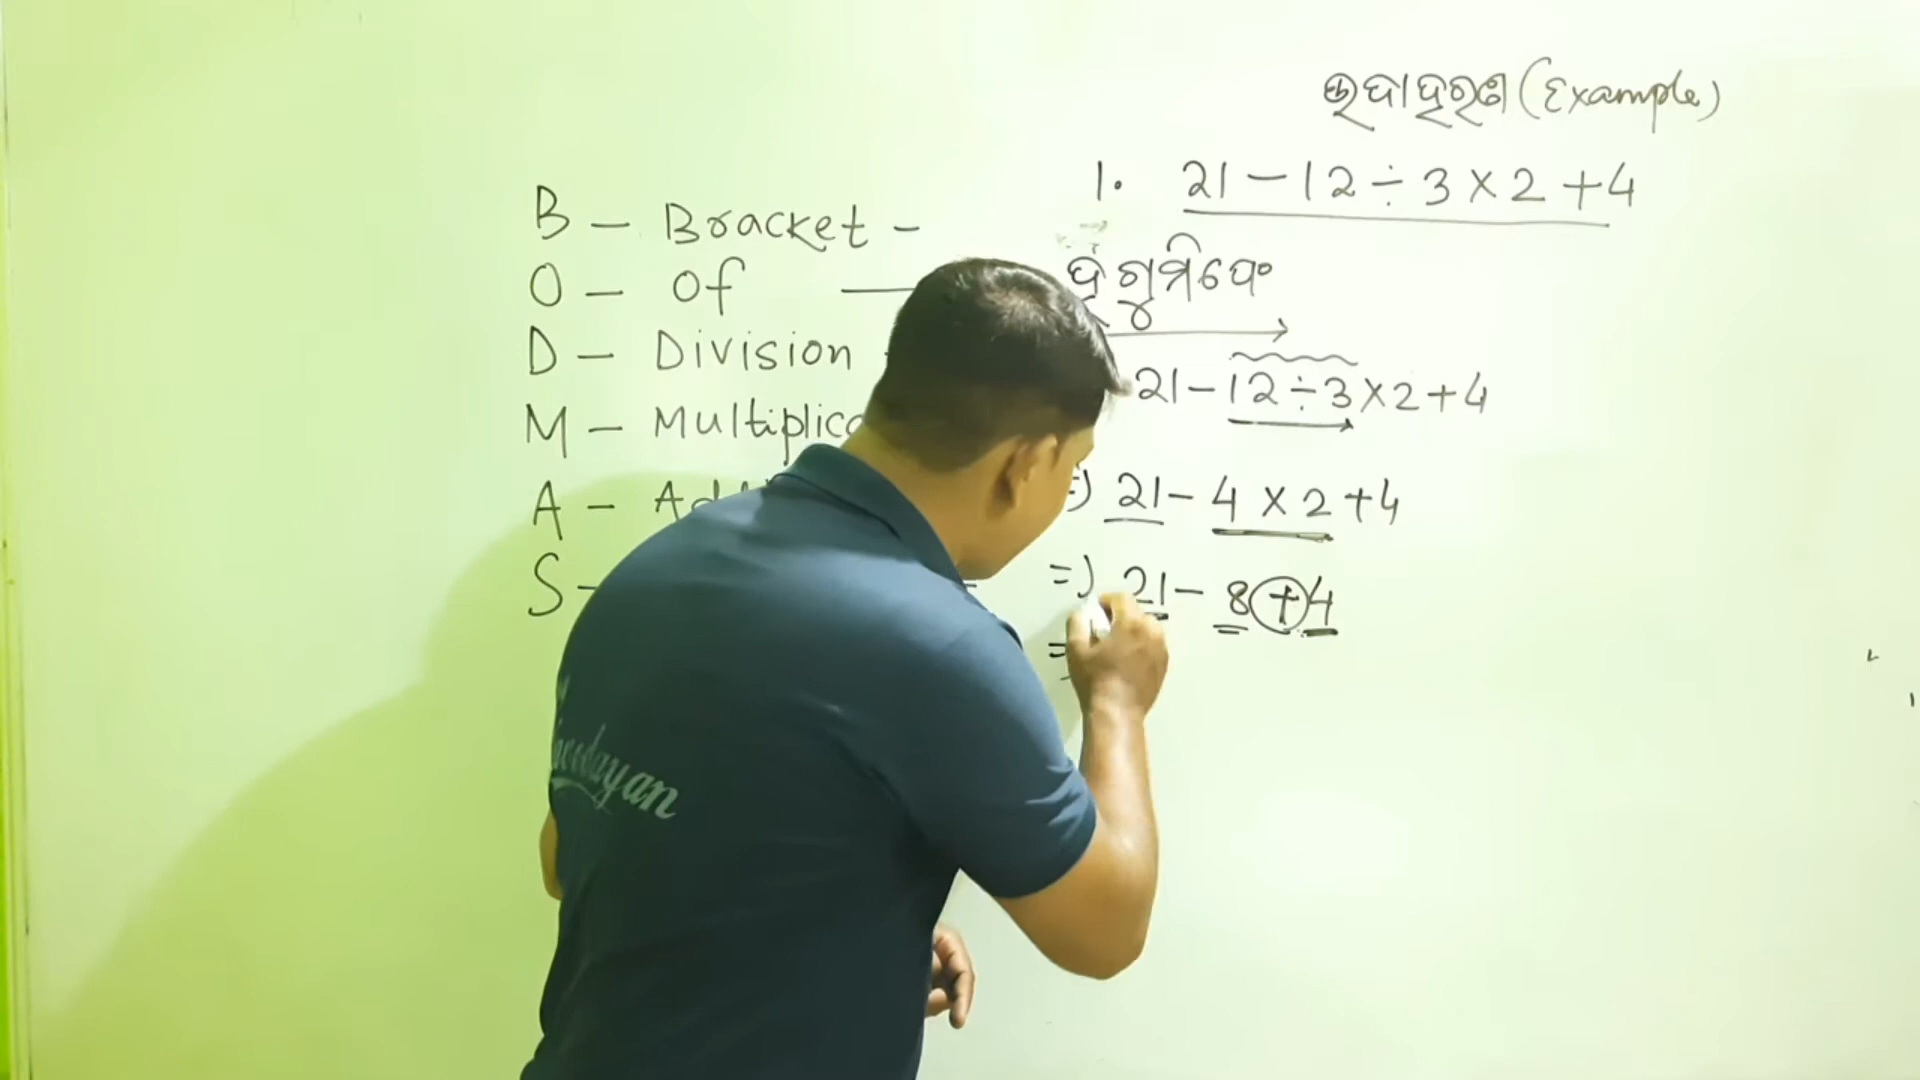 ଉଦାହରଣ (Example)
1. 21 - 12 ÷ 3 × 2 + 4
B - Bracket -
O - Of —
D - Division
M - Multiplica
A - Ad
S -
21 - 12 ÷ 3 × 2 + 4
=) 21 - 4 × 2 + 4
=) 21 - 8 + 4
=